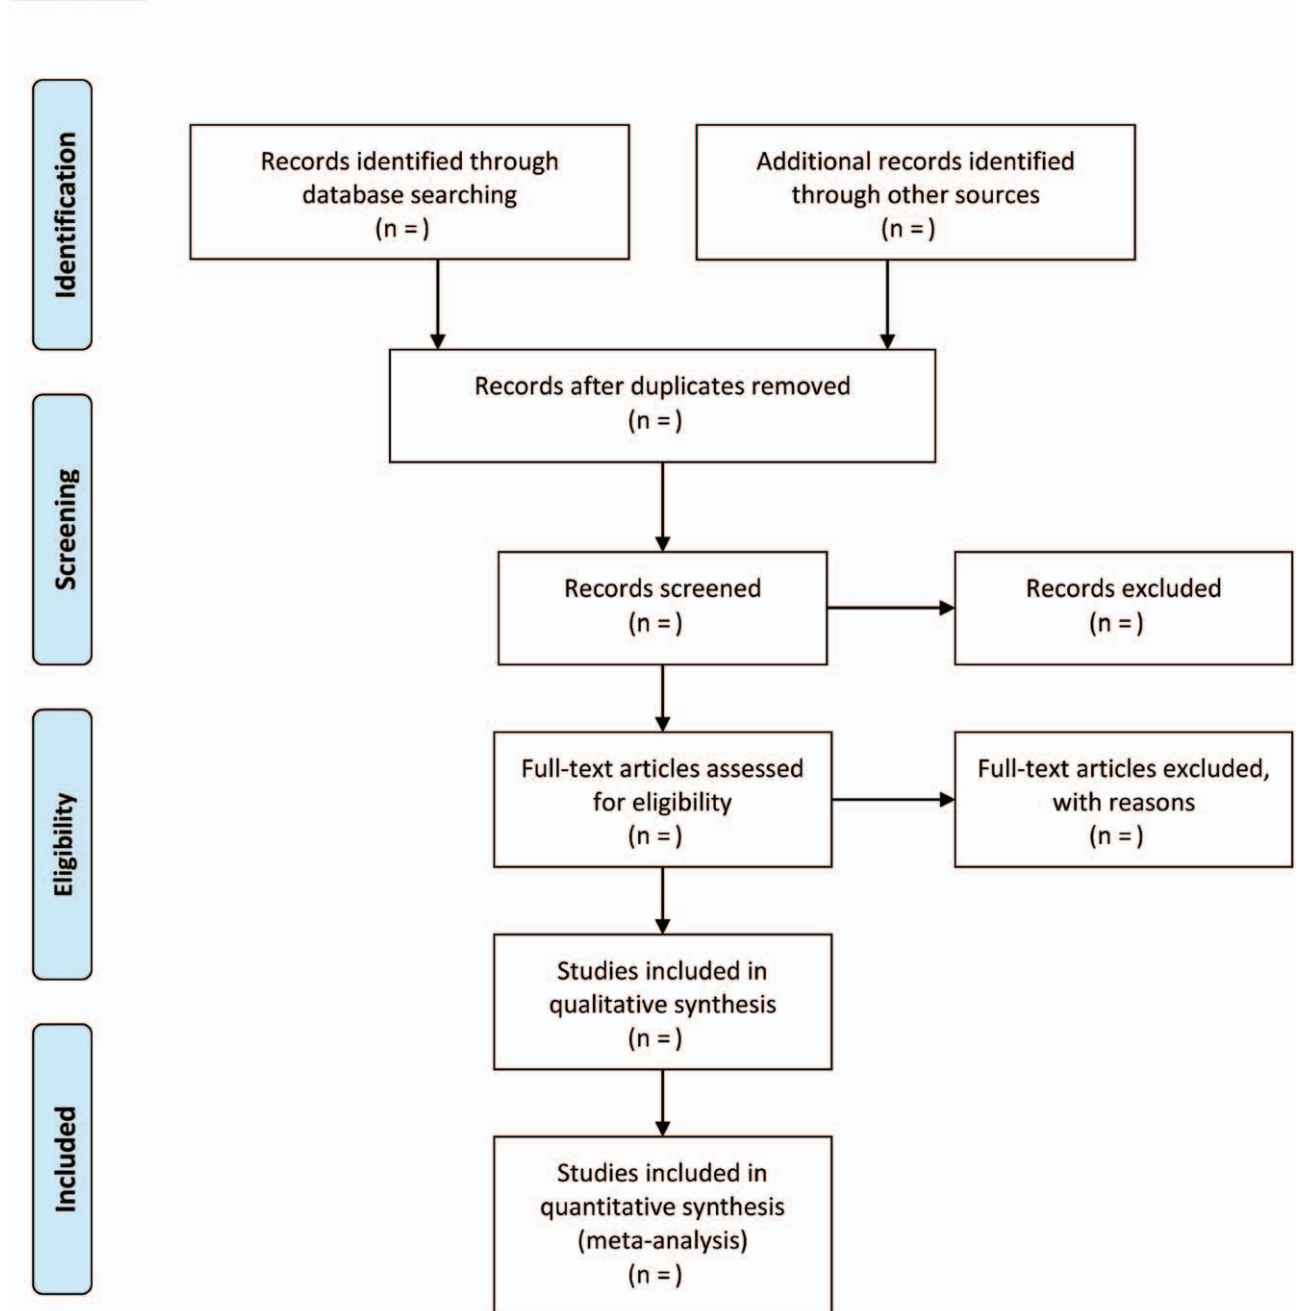 Identification
Records identified through
database searching
(n = )
Additional records identified
through other sources
(n = )
Records after duplicates removed
(n = )
Screening
Records screened
(n = )
Records excluded
(n = )
Eligibility
Full-text articles assessed
for eligibility
(n = )
Full-text articles excluded,
with reasons
(n = )
Studies included in
qualitative synthesis
(n = )
Included
Studies included in
quantitative synthesis
(meta-analysis)
(n = )